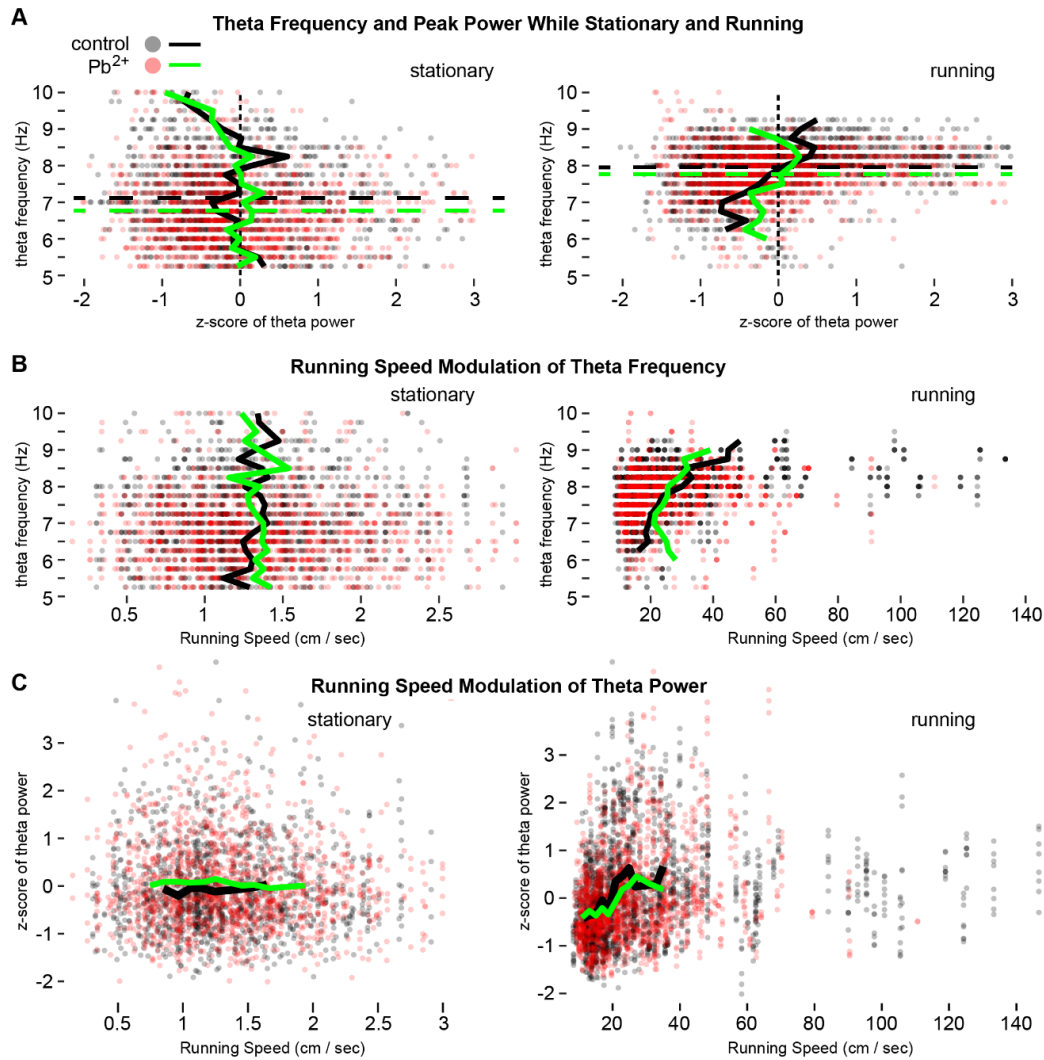 A
Theta Frequency and Peak Power While Stationary and Running
control
Pb2+
stationary
running
10
9
8
7
6
5
theta frequency (Hz)
-2 -1 0 1 2 3
z-score of theta power
10
9
8
7
6
5
theta frequency (Hz)
-2 -1 0 1 2 3
z-score of theta power
B
Running Speed Modulation of Theta Frequency
stationary
running
10
9
8
7
6
5
theta frequency (Hz)
0.5 1 1.5 2 2.5
Running Speed (cm / sec)
10
9
8
7
6
5
theta frequency (Hz)
20 40 60 80 100 120 140
Running Speed (cm / sec)
C
Running Speed Modulation of Theta Power
stationary
running
3
2
1
0
-1
-2
z-score of theta power
0.5 1 1.5 2 2.5 3
Running Speed (cm / sec)
3
2
1
0
-1
-2
z-score of theta power
20 40 60 80 100 120 140
Running Speed (cm / sec)